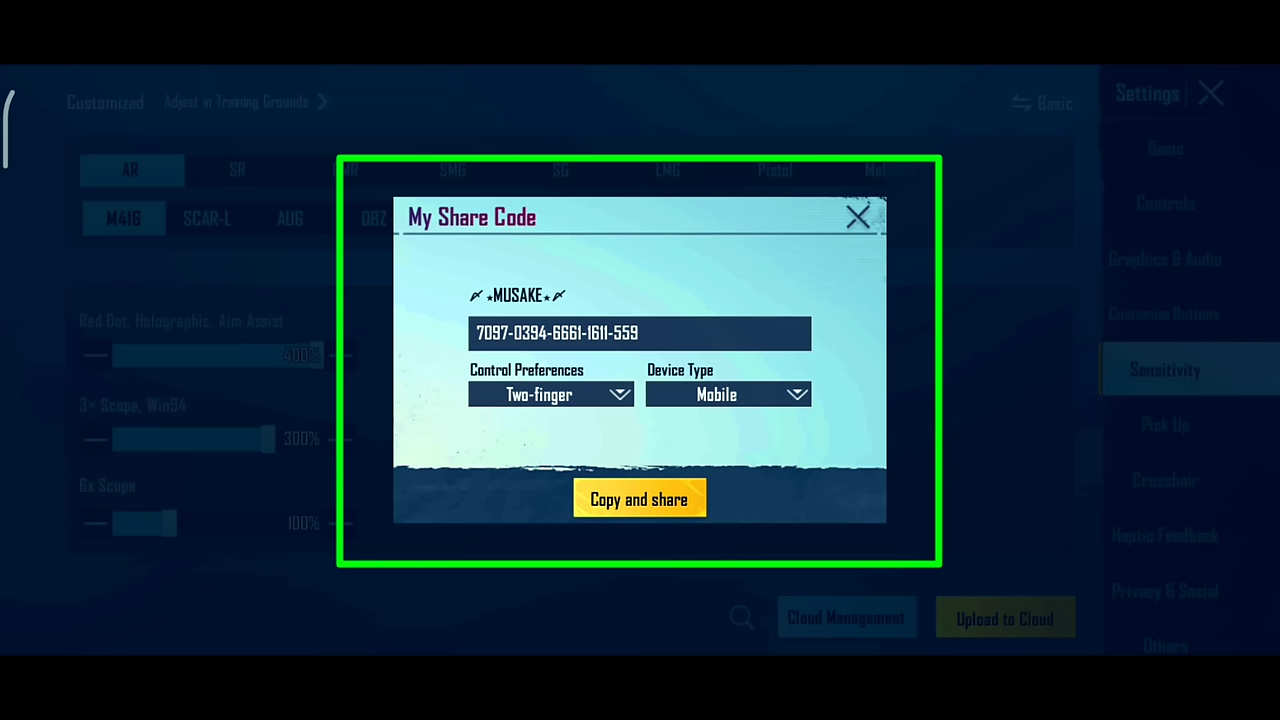 Customized Adjust in Training Grounds
Basic
Settings
AR SR DMR SMG SG LMG Pistol Mel
M416 SCAR-L AUG QBZ
My Share Code
★MUSAKE★
7097-0394-6661-1611-559
Control Preferences Device Type
Two-finger Mobile
Copy and share
Red Dot, Holographic, Aim Assist
400%
3× Scope, Win94
300%
6x Scope
100%
Cloud Management Upload to Cloud
Basic
Controls
Graphics & Audio
Customize Buttons
Sensitivity
Pick Up
Crosshair
Haptic Feedback
Privacy & Social
Others